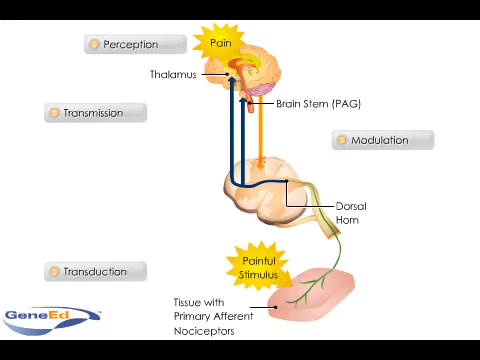 Perception
Pain
Thalamus
Brain Stem (PAG)
Transmission
Modulation
Dorsal
Horn
Painful
Stimulus
Transduction
Tissue with
Primary Afferent
Nociceptors
GeneEd